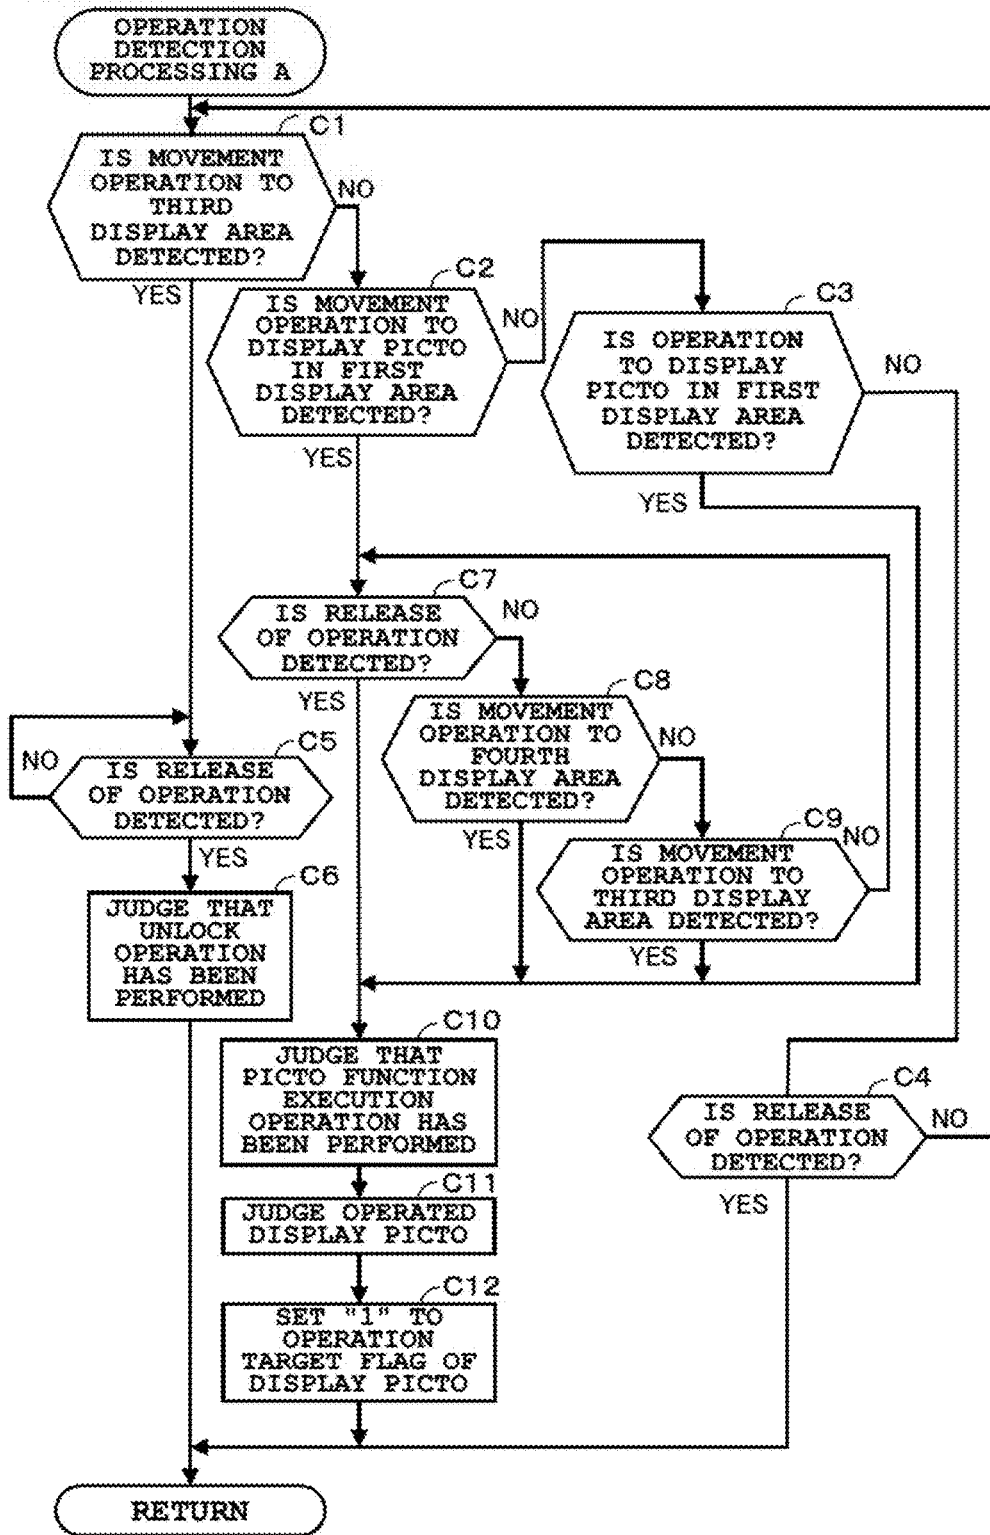 OPERATION
DETECTION
PROCESSING A
C1
IS MOVEMENT
OPERATION TO
THIRD
DISPLAY AREA
DETECTED?
NO
YES
C2
IS MOVEMENT
OPERATION TO
DISPLAY PICTO
IN FIRST
DISPLAY AREA
DETECTED?
NO
YES
C3
IS OPERATION
TO DISPLAY
PICTO IN FIRST
DISPLAY AREA
DETECTED?
NO
YES
C7
IS RELEASE
OF OPERATION
DETECTED?
NO
YES
C8
IS MOVEMENT
OPERATION TO
FOURTH
DISPLAY AREA
DETECTED?
NO
YES
C9
IS MOVEMENT
OPERATION TO
THIRD DISPLAY
AREA DETECTED?
NO
YES
C5
IS RELEASE
OF OPERATION
DETECTED?
NO
YES
C6
JUDGE THAT
UNLOCK
OPERATION
HAS BEEN
PERFORMED
C10
JUDGE THAT
PICTO FUNCTION
EXECUTION
OPERATION HAS
BEEN PERFORMED
C4
IS RELEASE
OF OPERATION
DETECTED?
NO
YES
C11
JUDGE OPERATED
DISPLAY PICTO
C12
SET "1" TO
OPERATION
TARGET FLAG OF
DISPLAY PICTO
RETURN